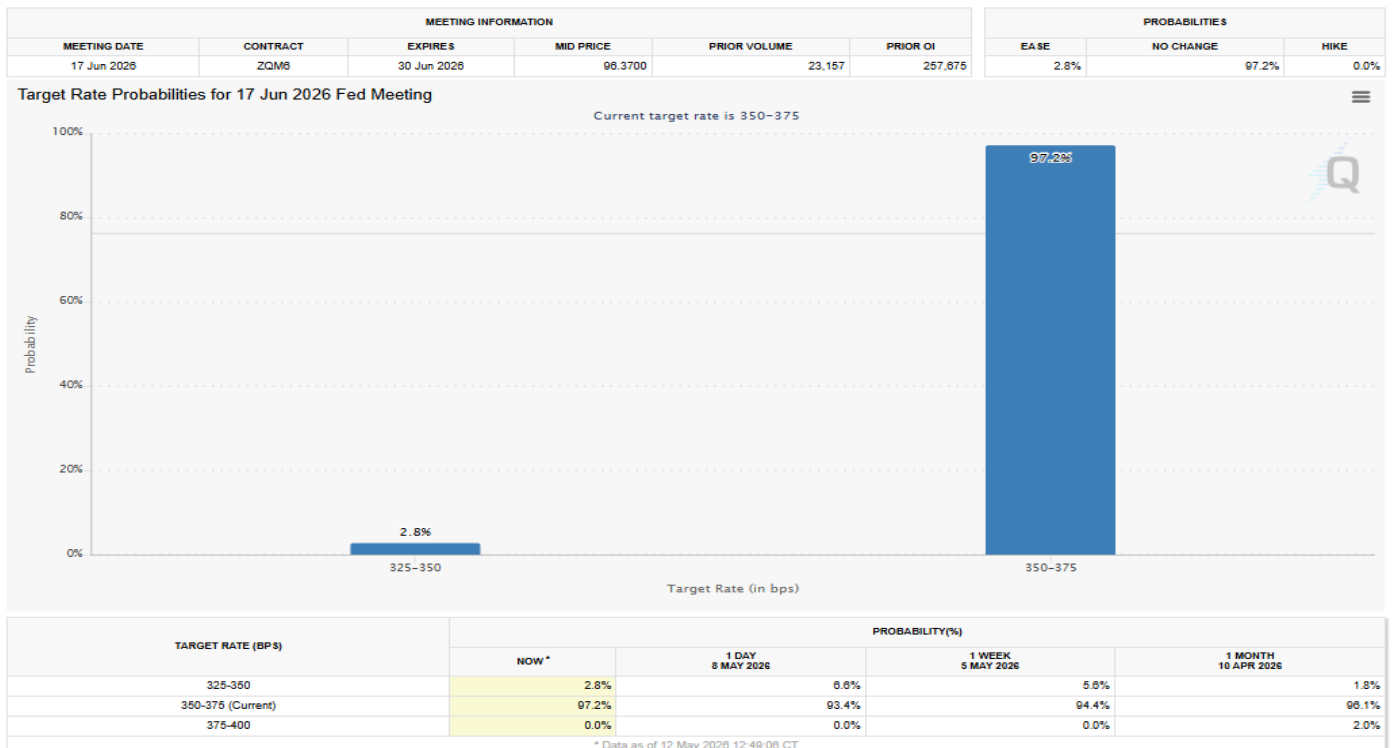 MEETING INFORMATION
MEETING DATE CONTRACT EXPIRES MID PRICE PRIOR VOLUME PRIOR OI
17 Jun 2026 ZQM6 30 Jun 2026 96.3700 23,157 257,675
PROBABILITIES
EASE NO CHANGE HIKE
2.8% 97.2% 0.0%
Target Rate Probabilities for 17 Jun 2026 Fed Meeting
Current target rate is 350–375
100%
80%
60%
40%
20%
0%
Probability
97.2%
Q
2.8%
325–350 350–375
Target Rate (in bps)
TARGET RATE (BPS) PROBABILITY(%)
NOW * 1 DAY 8 MAY 2026 1 WEEK 5 MAY 2026 1 MONTH 10 APR 2026
325-350 2.8% 6.6% 5.6% 1.8%
350-375 (Current) 97.2% 93.4% 94.4% 96.1%
375-400 0.0% 0.0% 0.0% 2.0%
* Data as of 12 May 2026 12:49:06 CT